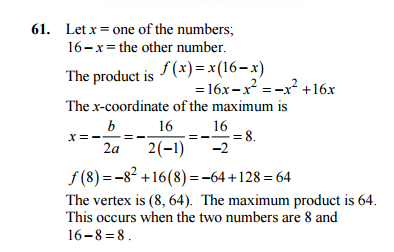 61. Let x = one of the numbers;
16 – x = the other number.
The product is f(x) = x(16 – x)
= 16x – x² = –x² + 16x
The x-coordinate of the maximum is
x = –b/2a = –16/2(–1) = –16/–2 = 8.
f(8) = –8² + 16(8) = –64 + 128 = 64
The vertex is (8, 64). The maximum product is 64.
This occurs when the two numbers are 8 and
16 – 8 = 8.